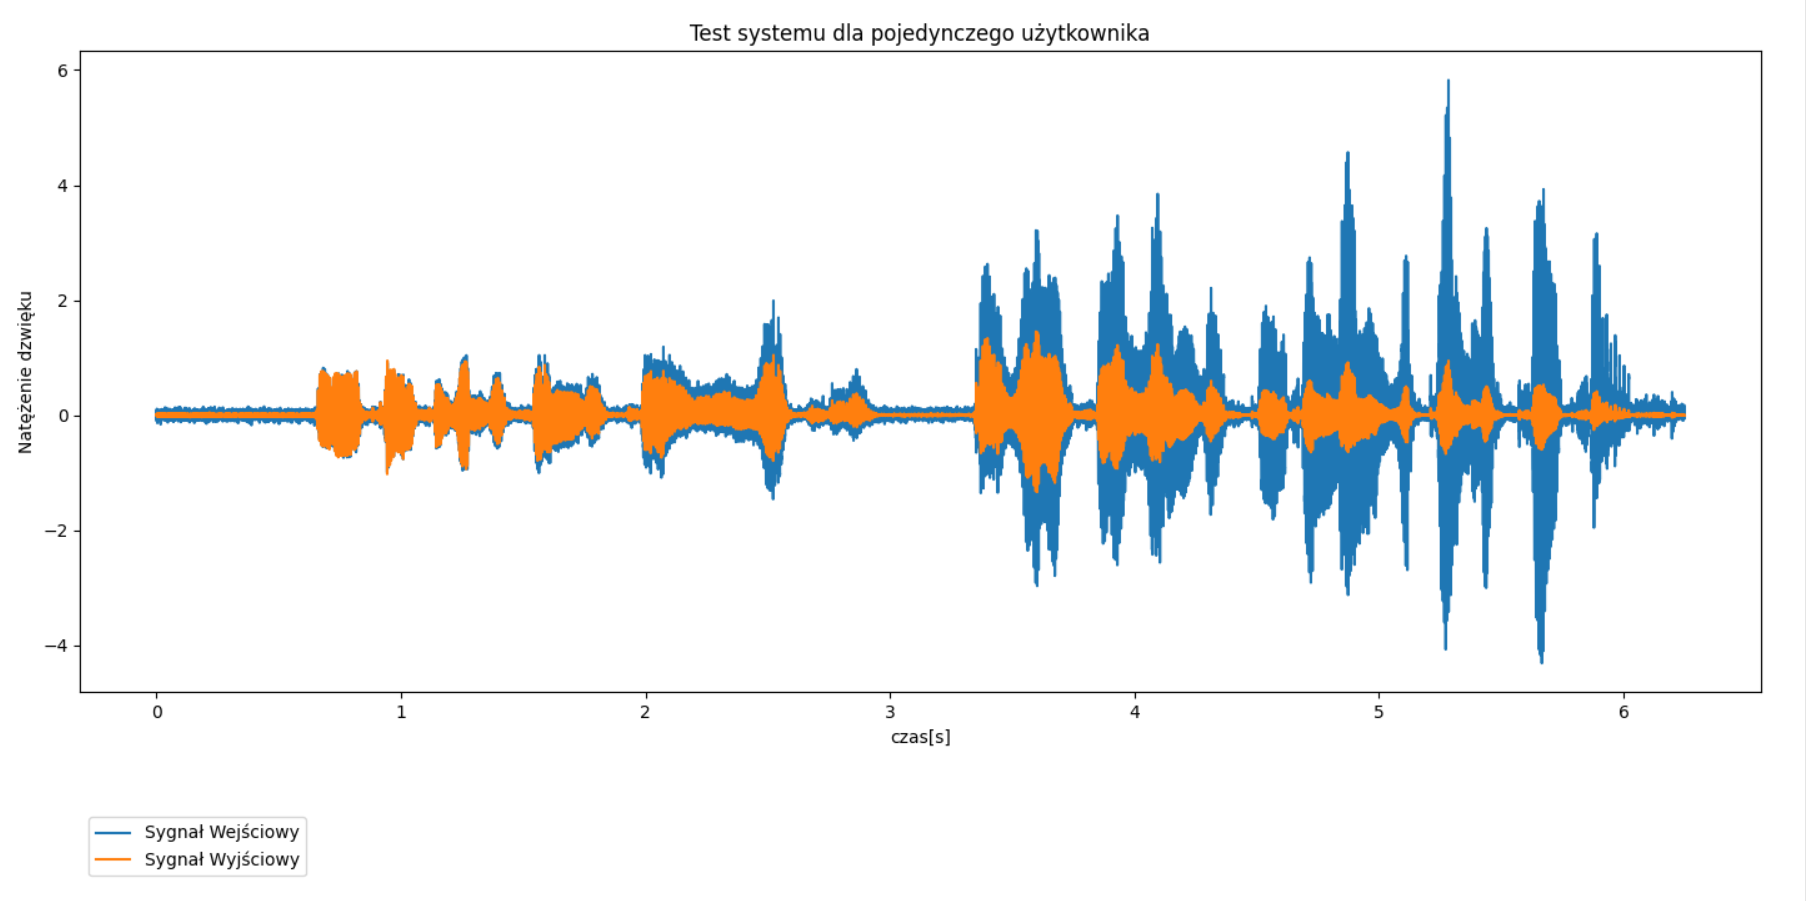 Test systemu dla pojedynczego użytkownika
Natężenie dzwięku
6
4
2
0
−2
−4
0 1 2 3 4 5 6
czas[s]
Sygnał Wejściowy
Sygnał Wyjściowy